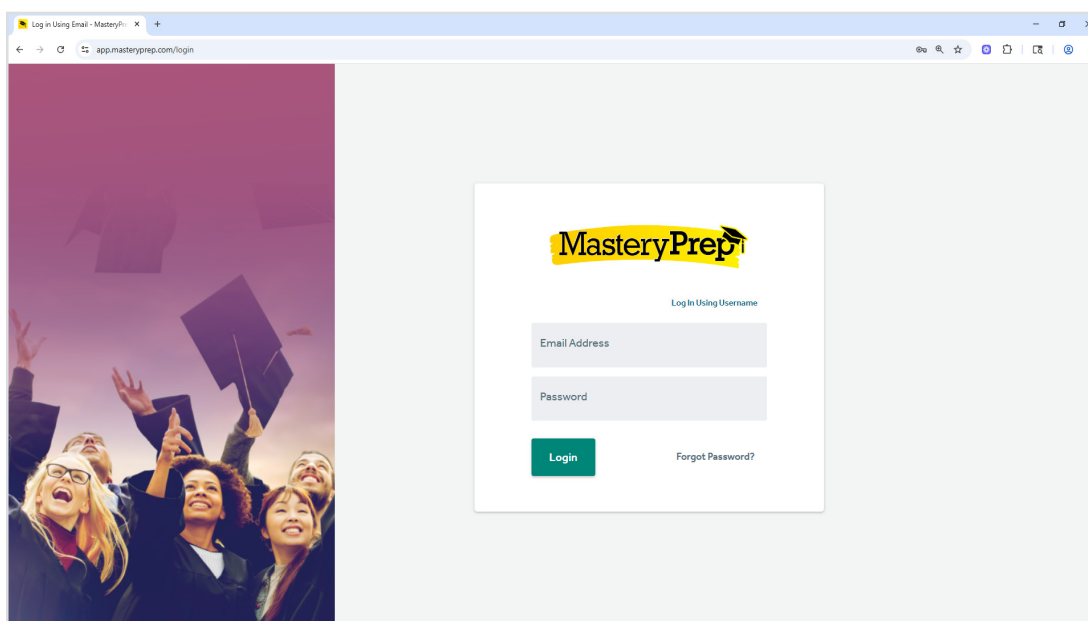 Log in Using Email - MasteryPr
app.masteryprep.com/login
MasteryPrep
Log In Using Username
Email Address
Password
Login
Forgot Password?